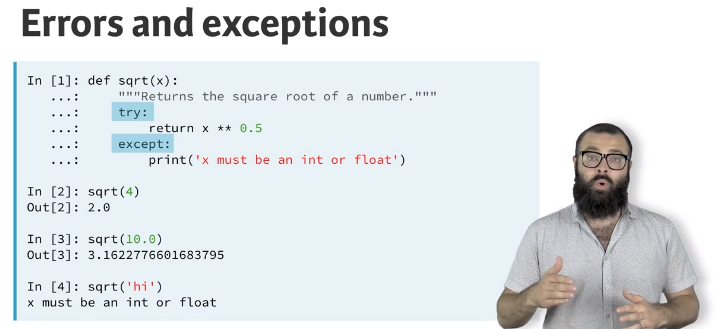 Errors and exceptions
In [1]: def sqrt(x):
...: """Returns the square root of a number."""
...: try:
...: return x ** 0.5
...: except:
...: print('x must be an int or float')
In [2]: sqrt(4)
Out[2]: 2.0
In [3]: sqrt(10.0)
Out[3]: 3.1622776601683795
In [4]: sqrt('hi')
x must be an int or float